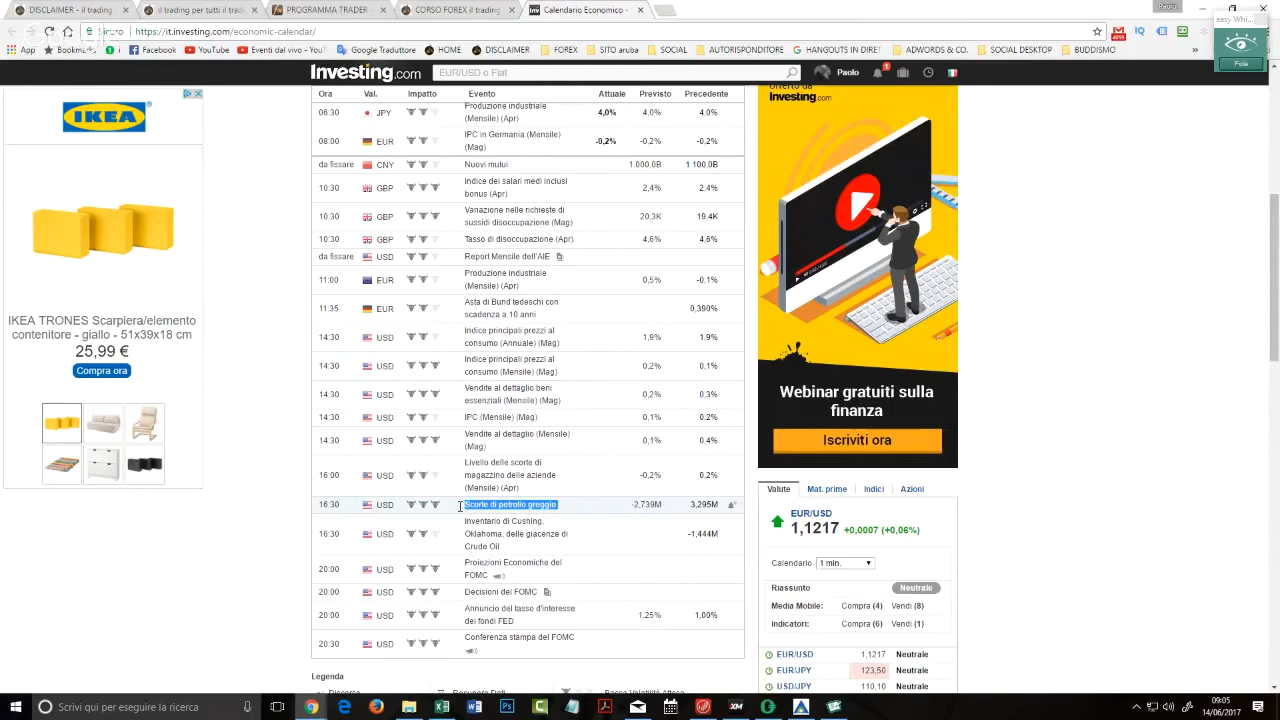 DISCLAIMER - il trading
il trading per tutti i trad
PROGRAMMA TRADER -
CORSO FOREX il trading
Calendario Economico -
Paolo
easy Whi...
Sicuro https://it.investing.com/economic-calendar/
Fole
Bookmark
Facebook YouTube Eventi dal vivo - YouT Google Traduttore HOME DISCLAIMER FOREX SITO aruba SOCIAL AUTORISPONDITORE HANGOUT EN DIRET ADWORDS & C. SOCIAL DESKTOP BUDDISMO
Investing.com EUR/USD o Fiat Paolo 1
Ora Val. Impatto Evento Attuale Previsto Precedente
06:30 JPY Produzione industriale
(Mensile) (Apr) 4,0% 4,0% 4,0%
08:00 EUR IPC in Germania (Mensile)
(Mag) -0,2% -0,2% -0,2%
da fissare CNY Nuovi mutui 1.000,0B 1.100,0B
10:30 GBP Indice dei salari medi inclusi
bonus (Apr) 2,4% 2,4%
10:30 GBP Variazione nelle richieste di
sussidi disoccupazione (Mag) 20,3K 19,4K
10:30 GBP Tasso di disoccupazione (Apr) 4,6% 4,6%
da fissare USD Report Mensile dell'AIE
11:00 EUR Produzione industriale
(Mensile) (Apr) 0,5% -0,1%
11:35 EUR Asta di Bund tedeschi con
scadenza a 10 anni 0,390%
14:30 USD Indice principali prezzi al
consumo (Annuale) (Mag) 1,9% 1,9%
14:30 USD Indice principali prezzi al
consumo (Mensile) (Mag) 0,2% 0,1%
14:30 USD Vendite al dettaglio beni
essenziali (Mensile) (Mag) 0,2% 0,3%
14:30 USD IPC (Mensile) (Mag) 0,1% 0,2%
14:30 USD Vendite al dettaglio (Mensile)
(Mag) 0,1% 0,4%
16:00 USD Livello delle scorte di
magazzino delle aziende
(Mensile) (Apr) -0,2% 0,2%
16:30 USD Scorte di petrolio greggio -2,739M 3,295M
16:30 USD Inventario di Cushing,
Oklahoma, delle giacenze di
Crude Oil -1,444M
20:00 USD Proiezioni Economiche del
FOMC
20:00 USD Decisioni del FOMC
20:00 USD Annuncio del tasso d'interesse
dei fondi FED 1,25% 1,00%
20:30 USD Conferenza stampa del FOMC
Legenda
IKEA
IKEA TRONES Scarpiera/elemento
contenitore - giallo - 51x39x18 cm
25,99 €
Compra ora
Offerto da
Investing.com
Webinar gratuiti sulla
finanza
Iscriviti ora
Valute Mat. prime Indici Azioni
EUR/USD
1,1217 +0,0007 (+0,06%)
Calendario 1 min.
Riassunto Neutrale
Media Mobile: Compra (4) Vendi (8)
Indicatori: Compra (6) Vendi (1)
EUR/USD 1,1217 Neutrale
EUR/JPY 123,50 Neutrale
USD/JPY 110,10 Neutrale
Scrivi qui per eseguire la ricerca
09:05
14/06/2017